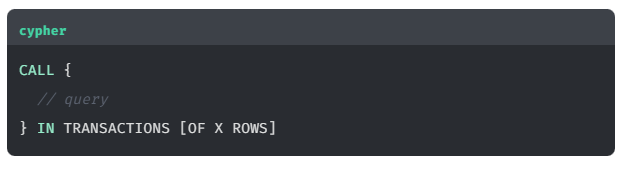 cypher
CALL {
// query
} IN TRANSACTIONS [OF X ROWS]